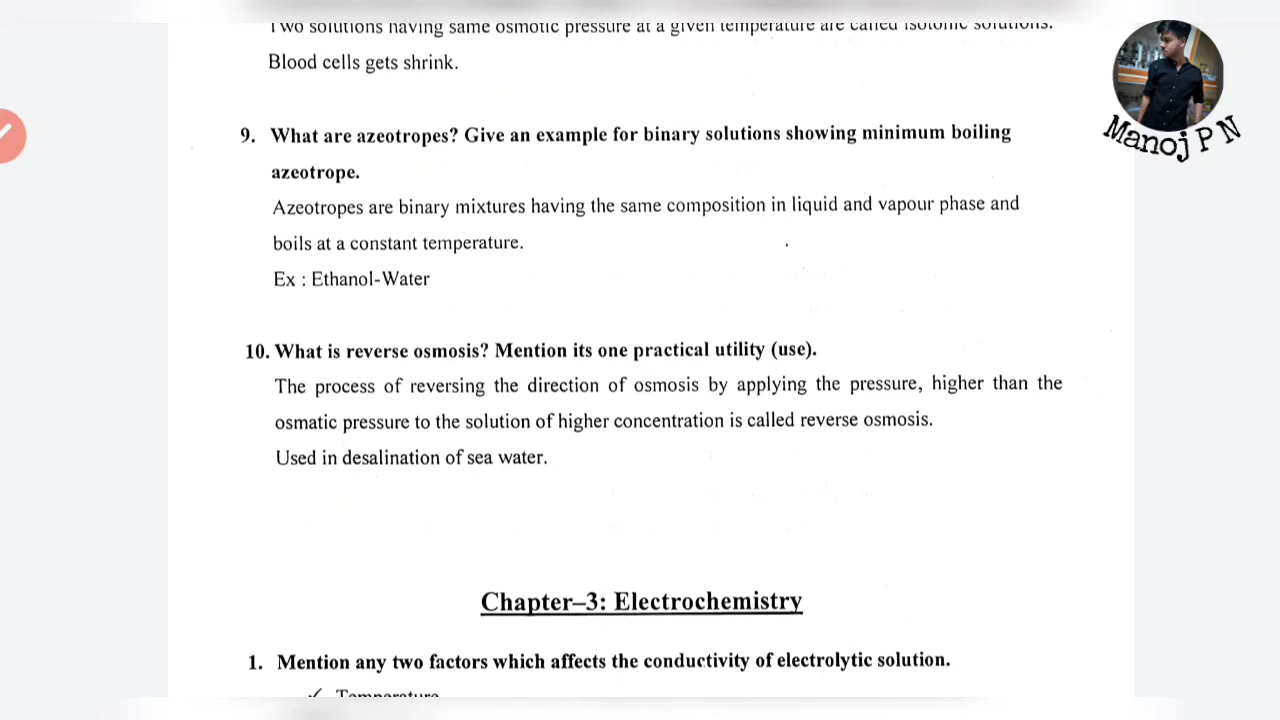 Two solutions having same osmotic pressure at a given temperature are called isotonic solutions.
Blood cells gets shrink.
9. What are azeotropes? Give an example for binary solutions showing minimum boiling
azeotrope.
Azeotropes are binary mixtures having the same composition in liquid and vapour phase and
boils at a constant temperature.
Ex : Ethanol-Water
10. What is reverse osmosis? Mention its one practical utility (use).
The process of reversing the direction of osmosis by applying the pressure, higher than the
osmatic pressure to the solution of higher concentration is called reverse osmosis.
Used in desalination of sea water.
Chapter–3: Electrochemistry
1. Mention any two factors which affects the conductivity of electrolytic solution.
✓ Temperature
Manoj P N